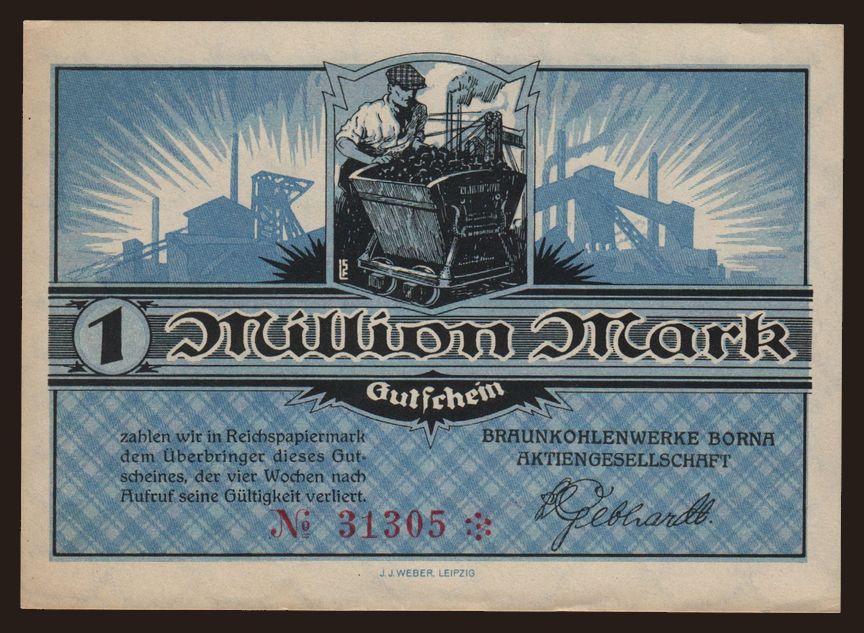 1 Million Mark
Gutschein
zahlen wir in Reichspapiermark
dem Überbringer dieses Gut-
scheines, der vier Wochen nach
Aufruf seine Gültigkeit verliert.
BRAUNKOHLENWERKE BORNA
AKTIENGESELLSCHAFT
Gebhardt.
№ 31305
J. J. WEBER, LEIPZIG